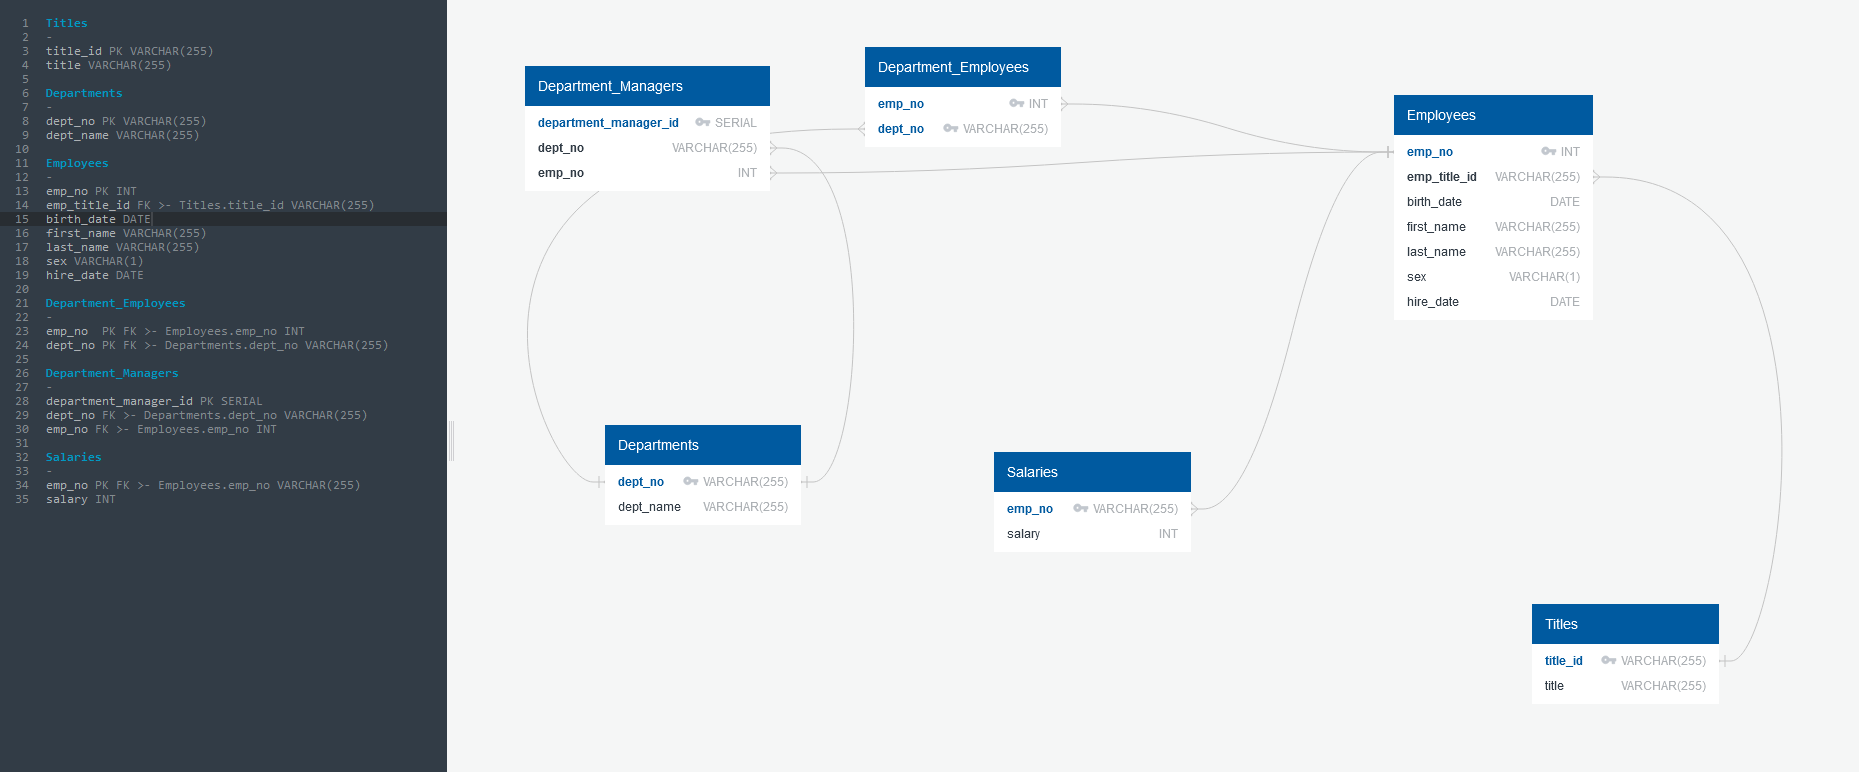 1 Titles
2 -
3 title_id PK VARCHAR(255)
4 title VARCHAR(255)
5
6 Departments
7 -
8 dept_no PK VARCHAR(255)
9 dept_name VARCHAR(255)
10
11 Employees
12 -
13 emp_no PK INT
14 emp_title_id FK >- Titles.title_id VARCHAR(255)
15 birth_date DATE
16 first_name VARCHAR(255)
17 last_name VARCHAR(255)
18 sex VARCHAR(1)
19 hire_date DATE
20
21 Department_Employees
22 -
23 emp_no  PK FK >- Employees.emp_no INT
24 dept_no PK FK >- Departments.dept_no VARCHAR(255)
25
26 Department_Managers
27 -
28 department_manager_id PK SERIAL
29 dept_no FK >- Departments.dept_no VARCHAR(255)
30 emp_no FK >- Employees.emp_no INT
31
32 Salaries
33 -
34 emp_no PK FK >- Employees.emp_no VARCHAR(255)
35 salary INT
Department_Managers
department_manager_id SERIAL
dept_no VARCHAR(255)
emp_no INT
Department_Employees
emp_no INT
dept_no VARCHAR(255)
Employees
emp_no INT
emp_title_id VARCHAR(255)
birth_date DATE
first_name VARCHAR(255)
last_name VARCHAR(255)
sex VARCHAR(1)
hire_date DATE
Departments
dept_no VARCHAR(255)
dept_name VARCHAR(255)
Salaries
emp_no VARCHAR(255)
salary INT
Titles
title_id VARCHAR(255)
title VARCHAR(255)